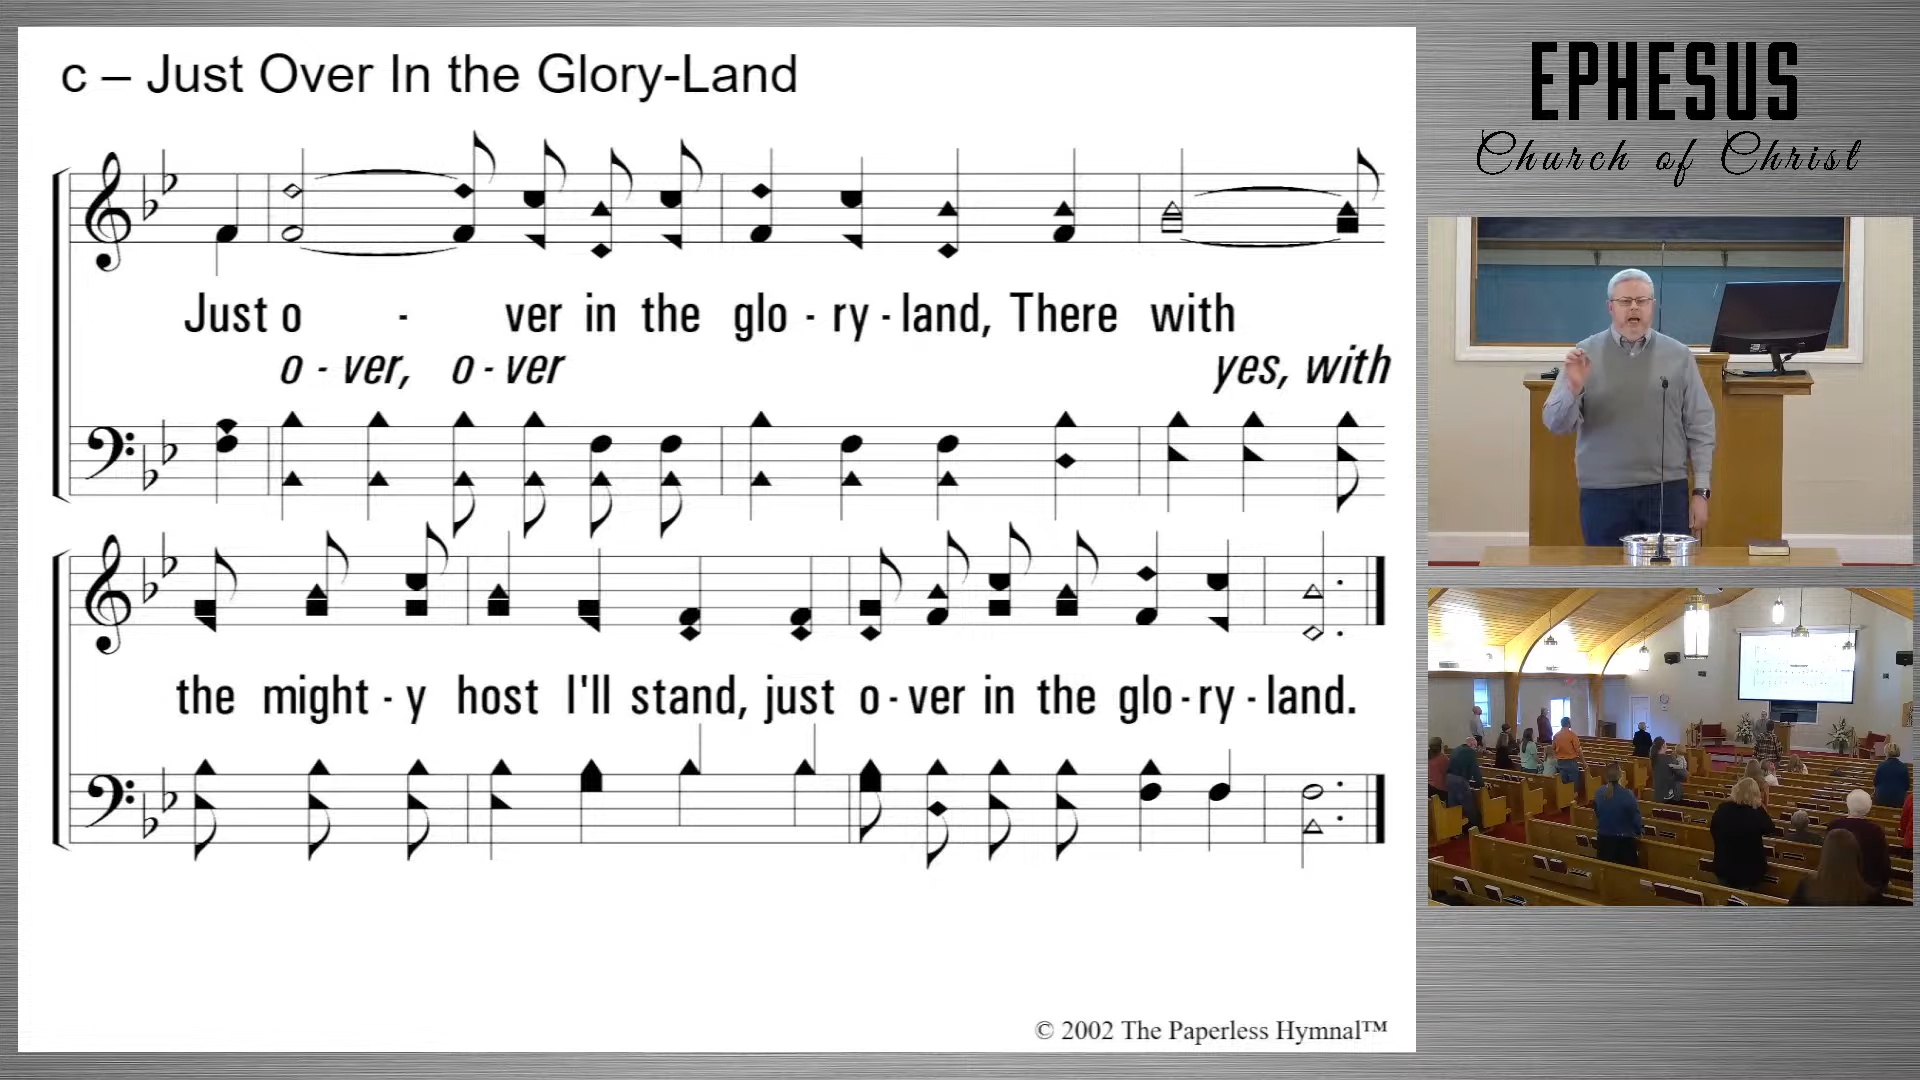 c – Just Over In the Glory-Land
Just o - ver in the glo - ry - land, There with
o - ver, o - ver yes, with
the might - y host I'll stand, just o - ver in the glo - ry - land.
© 2002 The Paperless Hymnal™
EPHESUS
Church of Christ